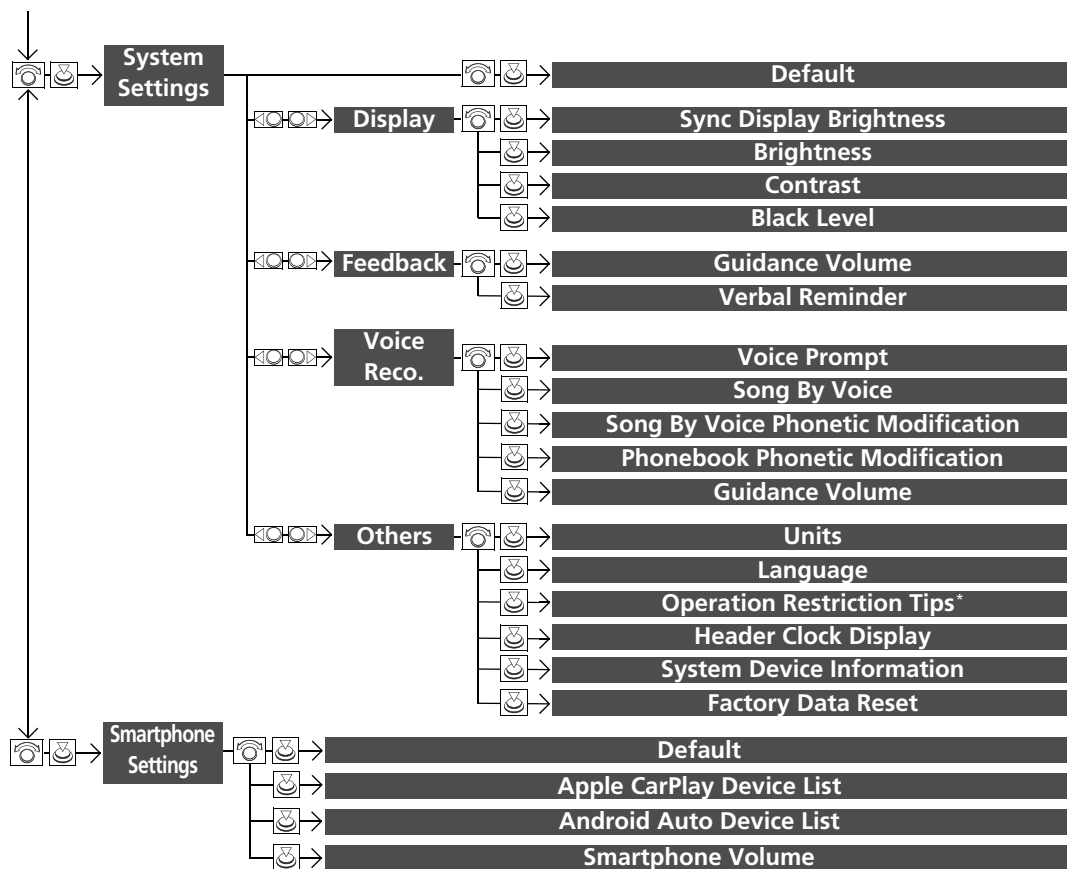 System
Settings
Default
Display
Sync Display Brightness
Brightness
Contrast
Black Level
Feedback
Guidance Volume
Verbal Reminder
Voice
Reco.
Voice Prompt
Song By Voice
Song By Voice Phonetic Modification
Phonebook Phonetic Modification
Guidance Volume
Others
Units
Language
Operation Restriction Tips*
Header Clock Display
System Device Information
Factory Data Reset
Smartphone
Settings
Default
Apple CarPlay Device List
Android Auto Device List
Smartphone Volume